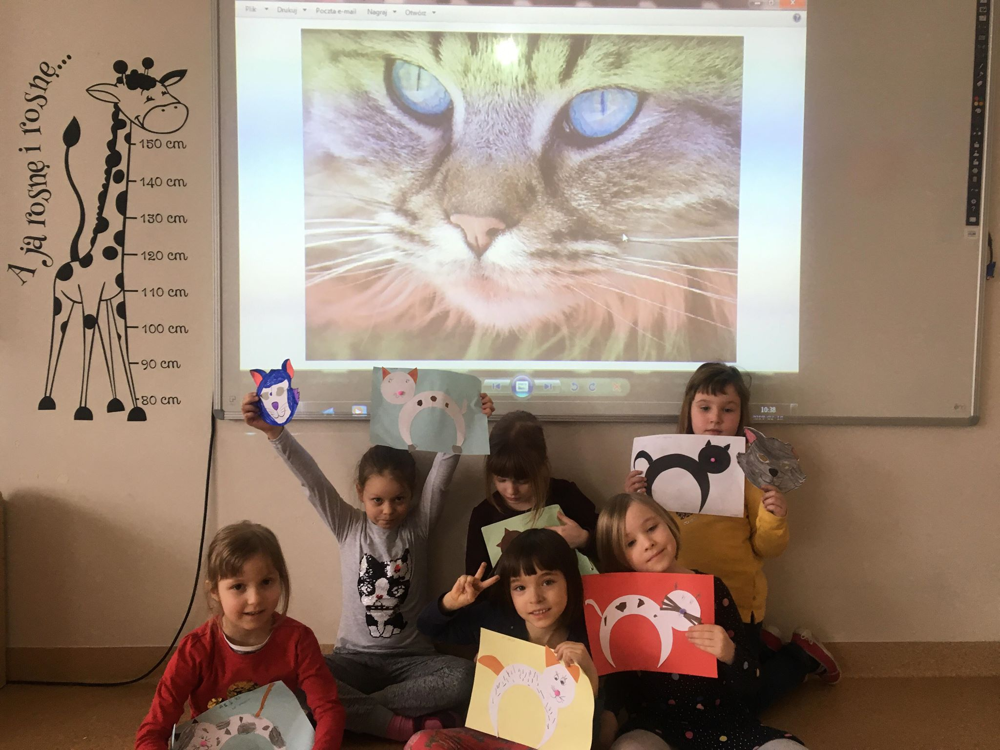 Plik Drukuj Poczta e-mail Nagraj Otwórz
A ja rosnę i rosnę...
150 cm
140 cm
130 cm
120 cm
110 cm
100 cm
90 cm
80 cm
10:38